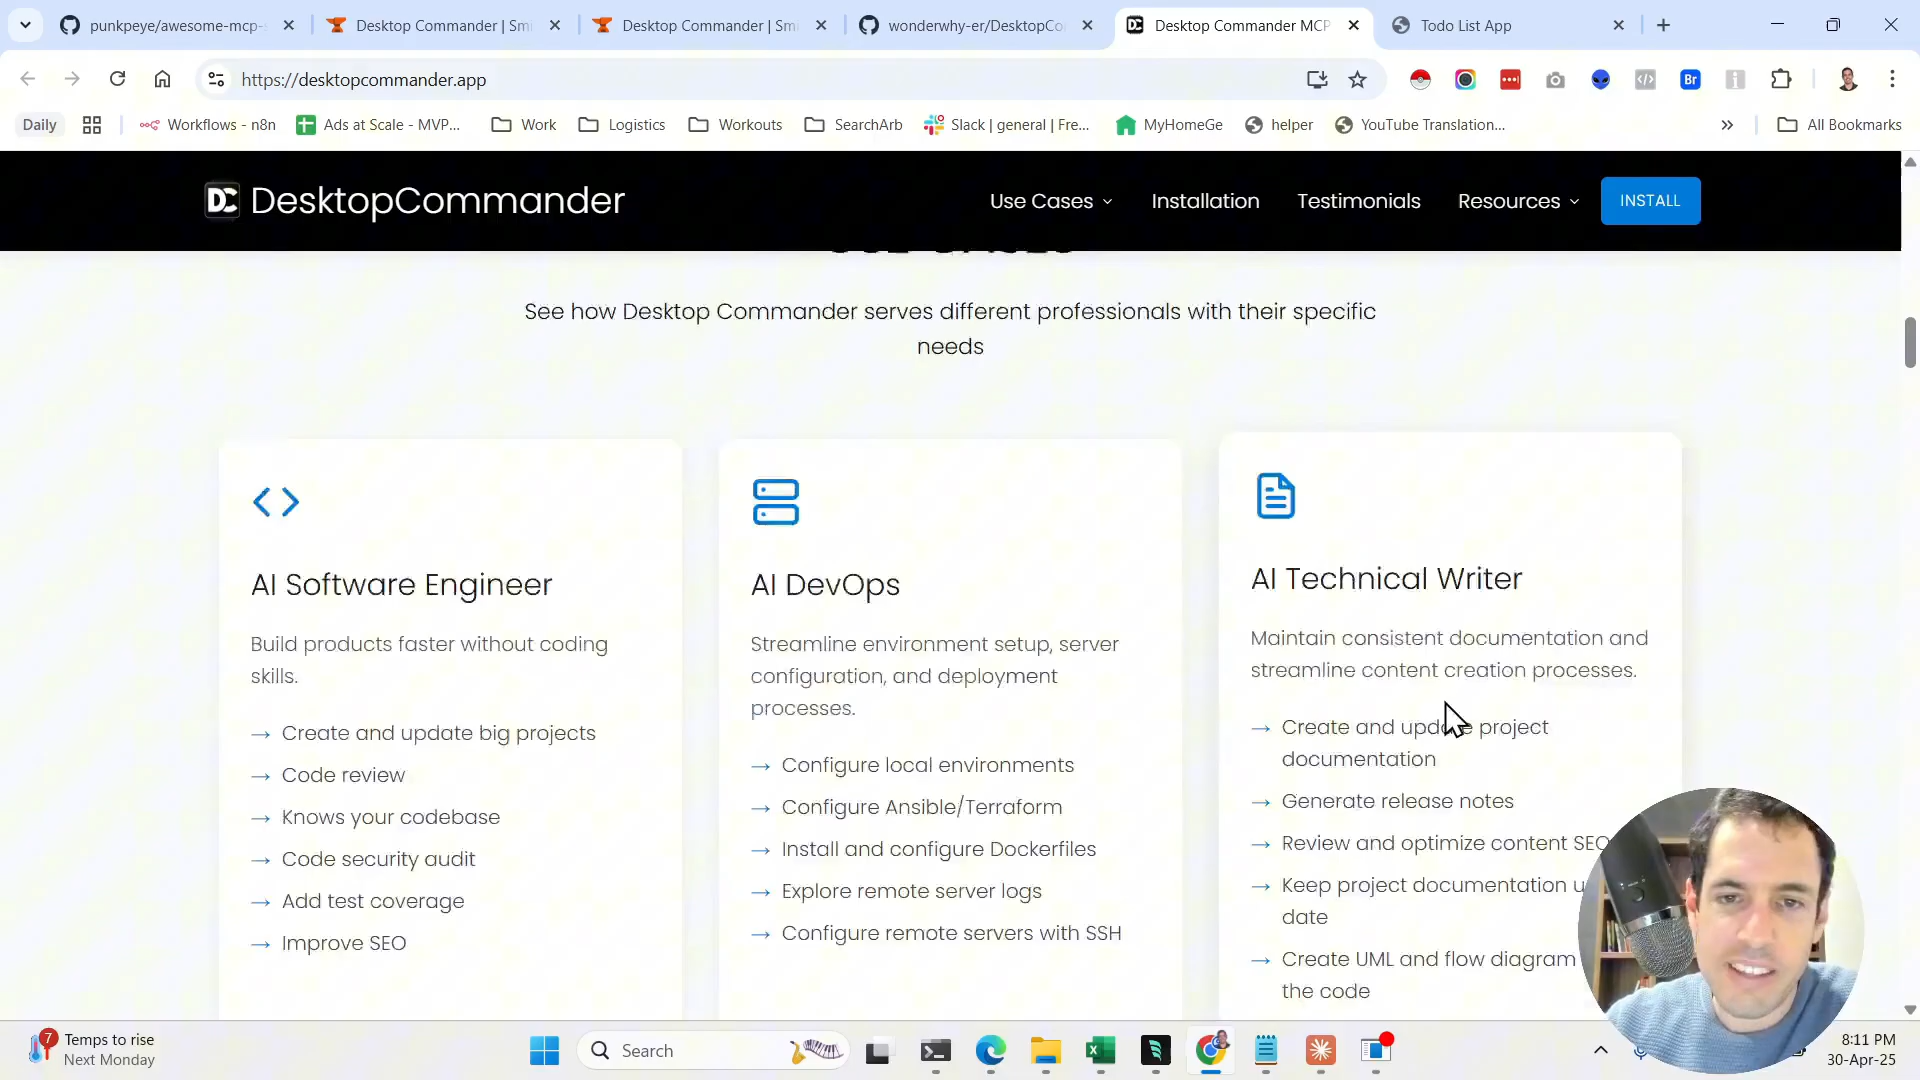 punkpeye/awesome-mcp-s
Desktop Commander | Smi
Desktop Commander | Smi
wonderwhy-er/DesktopCo
Desktop Commander MCP
Todo List App
https://desktopcommander.app
Br
Daily
Workflows - n8n
Ads at Scale - MVP...
Work
Logistics
Workouts
SearchArb
Slack | general | Fre...
MyHomeGe
helper
YouTube Translation...
All Bookmarks
DC DesktopCommander
Use Cases
Installation
Testimonials
Resources
INSTALL
See how Desktop Commander serves different professionals with their specific
needs
AI Software Engineer
Build products faster without coding
skills.
→ Create and update big projects
→ Code review
→ Knows your codebase
→ Code security audit
→ Add test coverage
→ Improve SEO
AI DevOps
Streamline environment setup, server
configuration, and deployment
processes.
→ Configure local environments
→ Configure Ansible/Terraform
→ Install and configure Dockerfiles
→ Explore remote server logs
→ Configure remote servers with SSH
AI Technical Writer
Maintain consistent documentation and
streamline content creation processes.
→ Create and update project
documentation
→ Generate release notes
→ Review and optimize content SEO
→ Keep project documentation u
date
→ Create UML and flow diagram
the code
7
Temps to rise
Next Monday
Search
8:11 PM
30-Apr-25